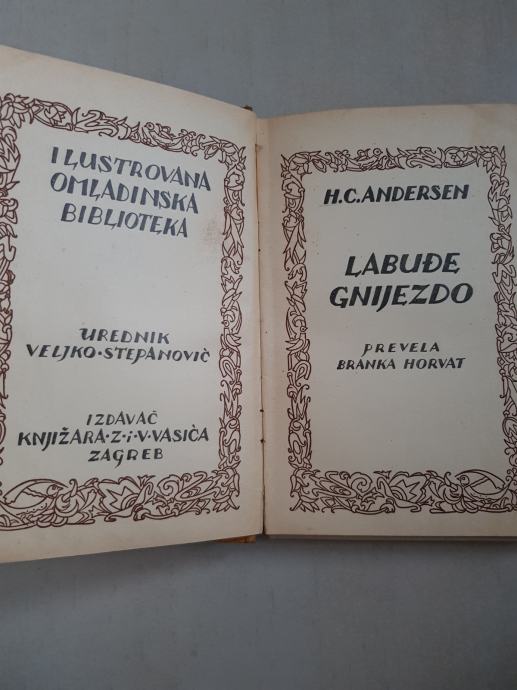 ILUSTROVANA
OMLADINSKA
BIBLIOTEKA
UREDNIK
VELJKO·STEPANOVIĆ
IZDAVAČ
KNJIŽARA·Z·i·V·VASIĆA
ZAGREB
H.C.ANDERSEN
LABUĐE
GNIJEZDO
PREVELA
BRANKA HORVAT